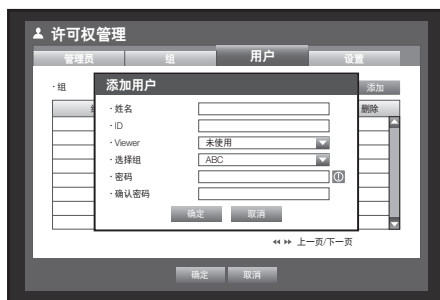 许可权管理
管理员 组 用户 设置
·组 添加
删除
添加用户
·姓名
·ID
·Viewer 未使用
·选择组 ABC
·密码
·确认密码
确定 取消
上一页/下一页
确定 取消